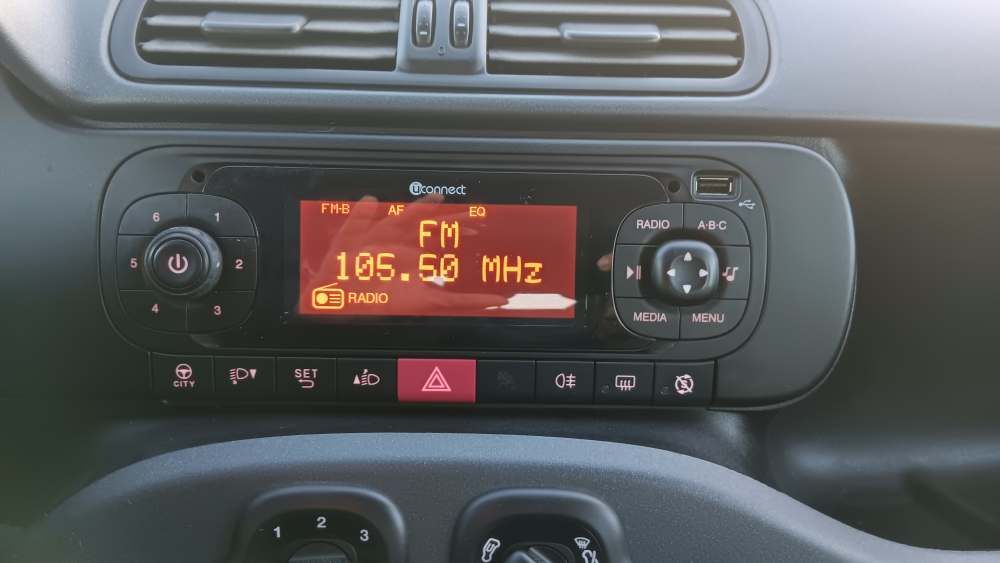 uconnect
FM-B AF EQ
FM
105.50 MHz
RADIO
6 1
5 2
4 3
RADIO A·B·C
MEDIA MENU
CITY
SET
1 2 3